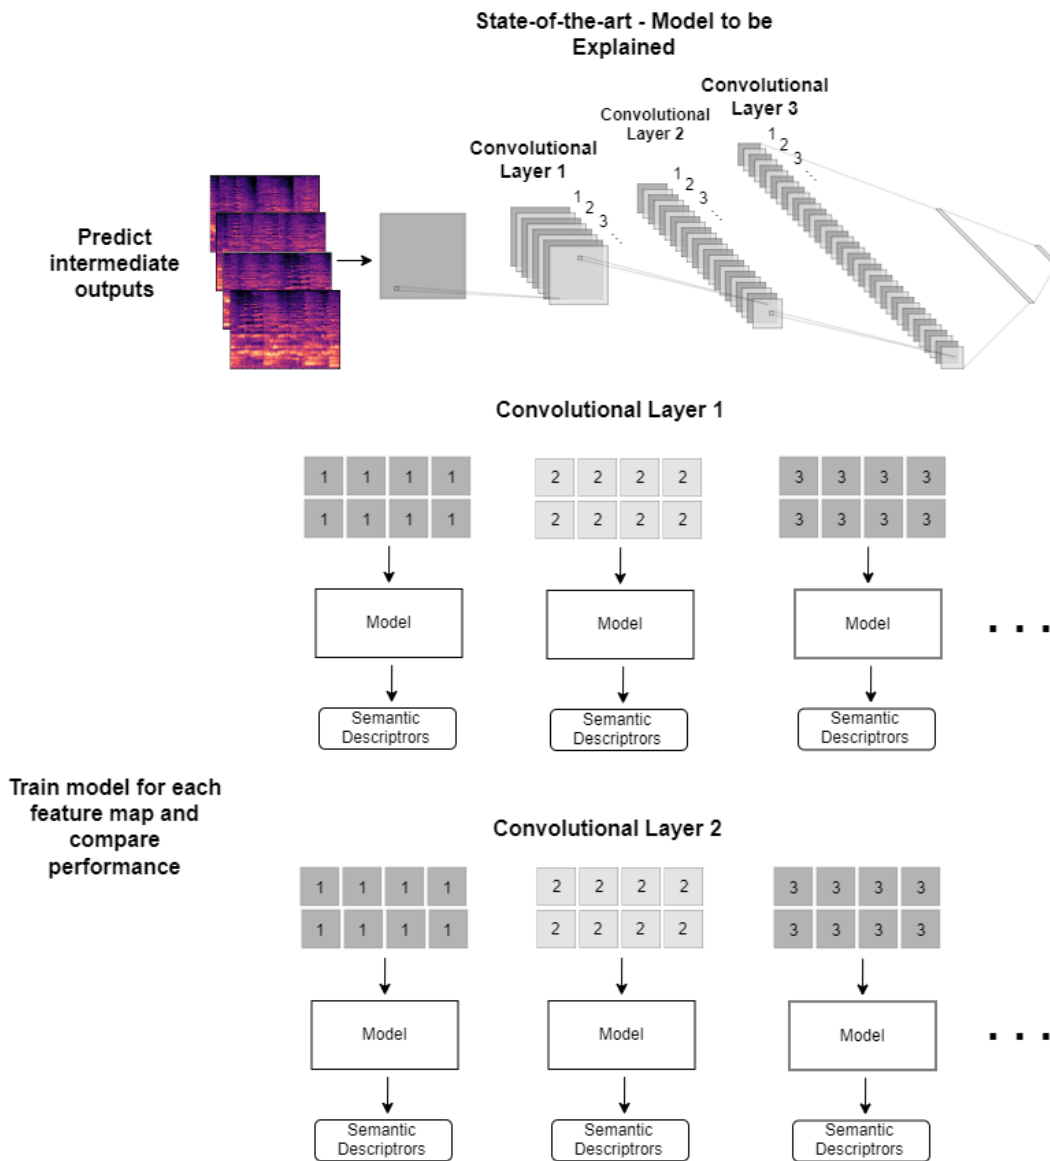 State-of-the-art - Model to be
Explained
Convolutional
Layer 3
Convolutional
Layer 2
Convolutional
Layer 1
1
2
3
...
1
2
3
...
1
2
3
...
Predict
intermediate
outputs
Convolutional Layer 1
1 1 1 1 2 2 2 2 3 3 3 3
1 1 1 1 2 2 2 2 3 3 3 3
Model Model Model . . .
Semantic Semantic Semantic
Descriptrors Descriptrors Descriptrors
Train model for each
feature map and
compare
performance
Convolutional Layer 2
1 1 1 1 2 2 2 2 3 3 3 3
1 1 1 1 2 2 2 2 3 3 3 3
Model Model Model . . .
Semantic Semantic Semantic
Descriptrors Descriptrors Descriptrors